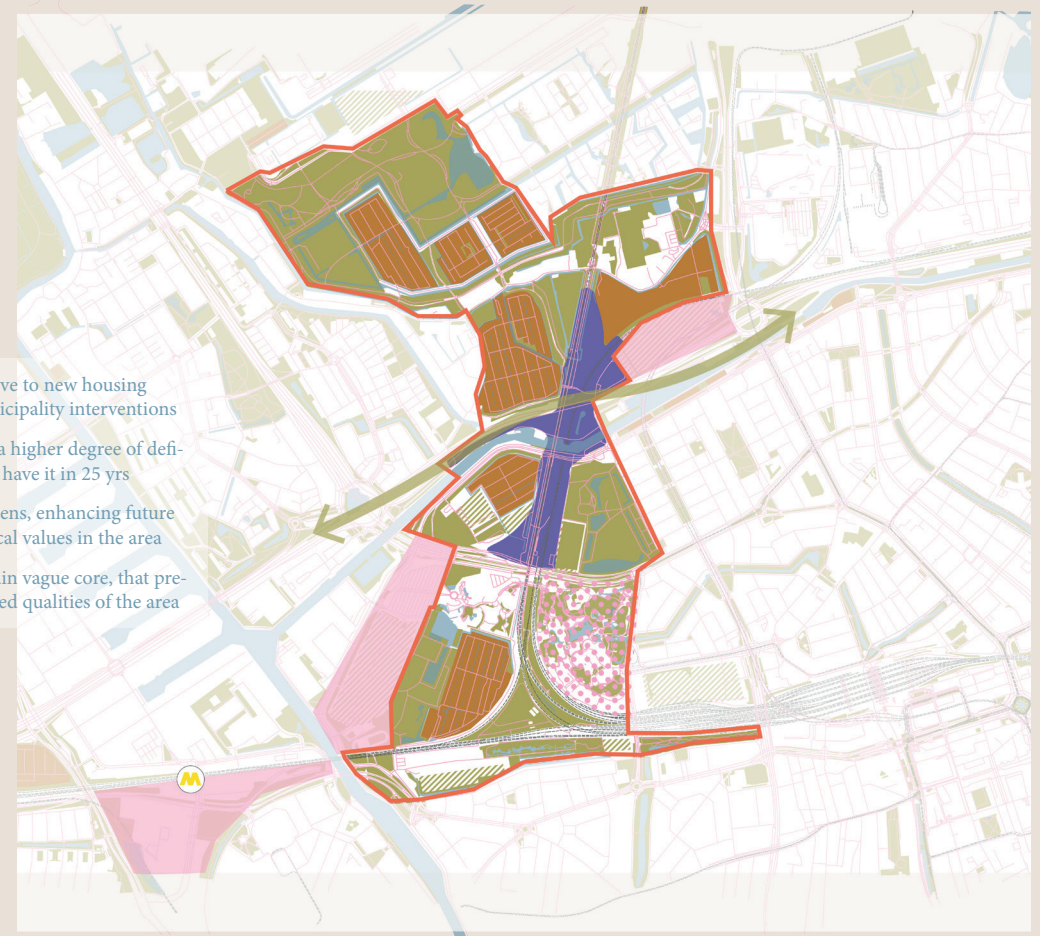 ve to new housing
icipality interventions
a higher degree of defi-
have it in 25 yrs
ens, enhancing future
cal values in the area
in vague core, that pre-
ed qualities of the area
M